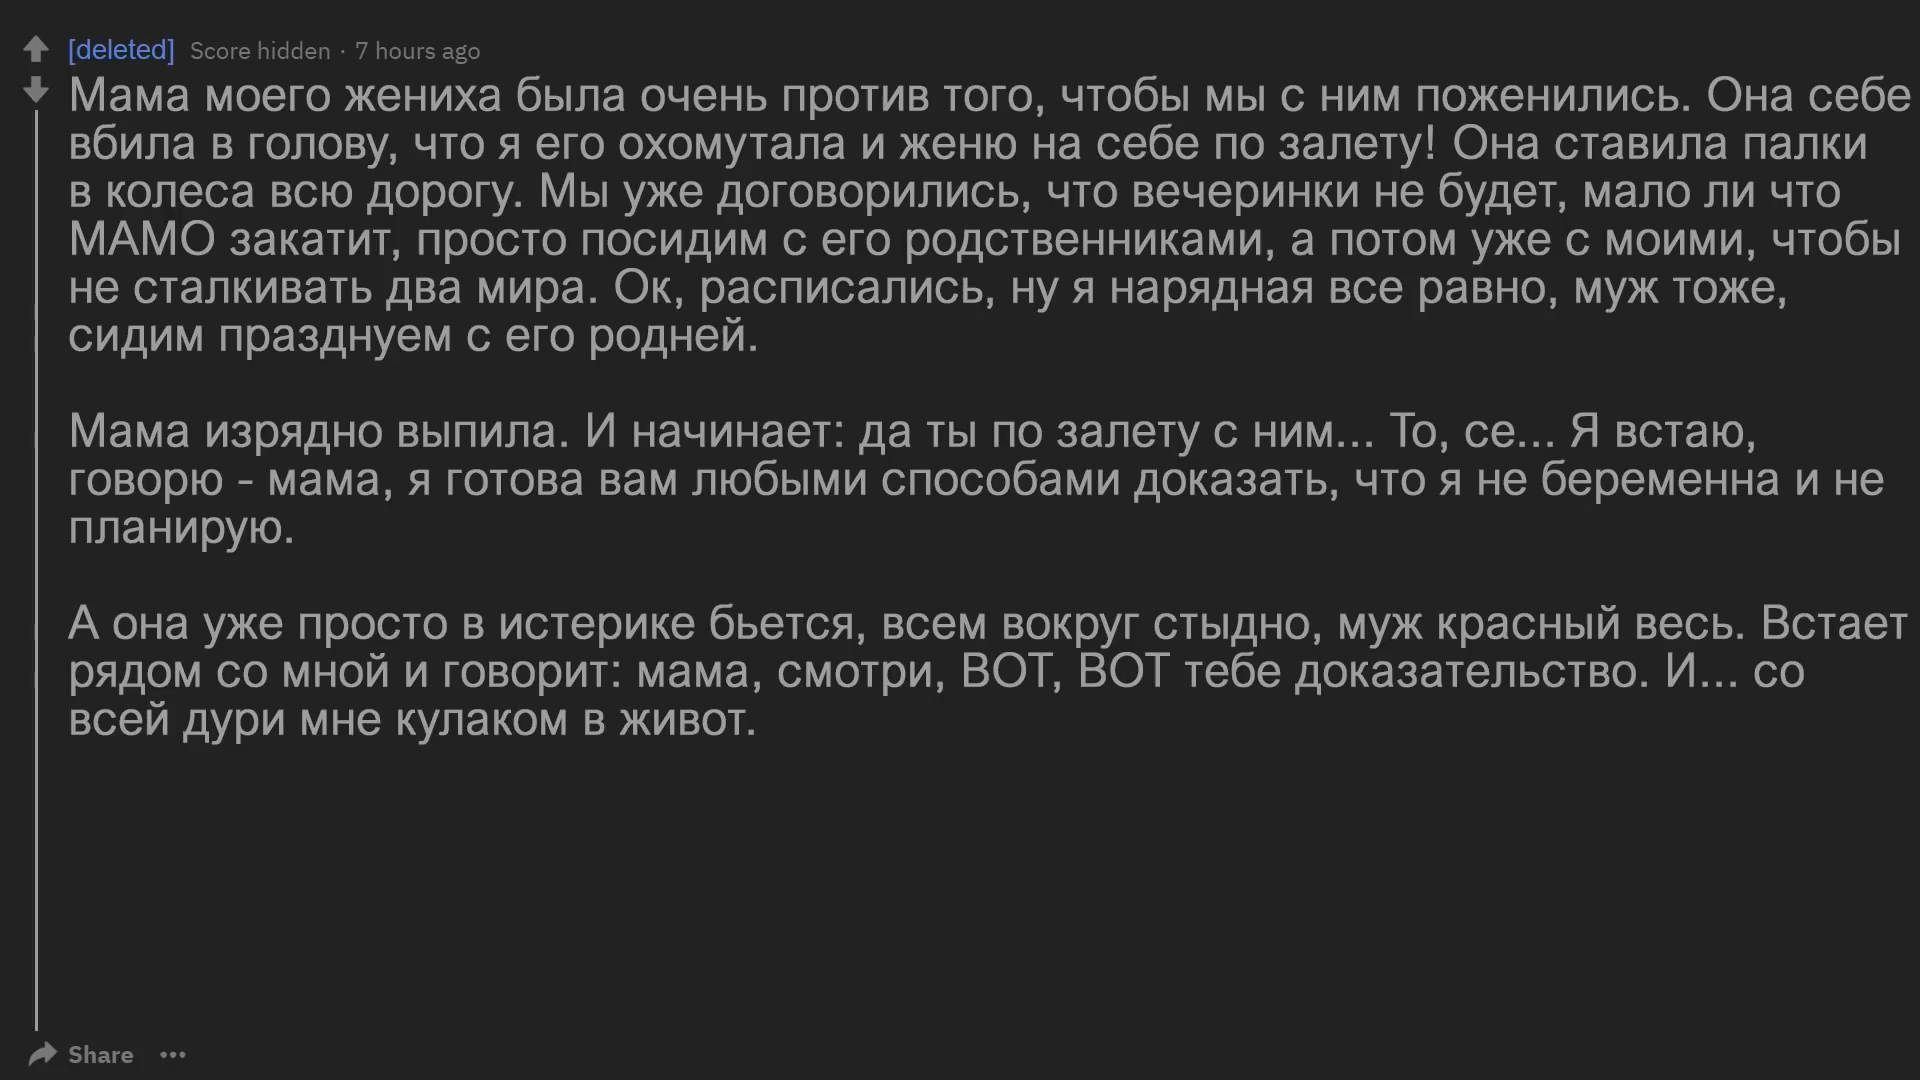 [deleted] Score hidden · 7 hours ago
Мама моего жениха была очень против того, чтобы мы с ним поженились. Она себе
вбила в голову, что я его охомутала и женю на себе по залету! Она ставила палки
в колеса всю дорогу. Мы уже договорились, что вечеринки не будет, мало ли что
МАМО закатит, просто посидим с его родственниками, а потом уже с моими, чтобы
не сталкивать два мира. Ок, расписались, ну я нарядная все равно, муж тоже,
сидим празднуем с его родней.
Мама изрядно выпила. И начинает: да ты по залету с ним... То, се... Я встаю,
говорю - мама, я готова вам любыми способами доказать, что я не беременна и не
планирую.
А она уже просто в истерике бьется, всем вокруг стыдно, муж красный весь. Встает
рядом со мной и говорит: мама, смотри, ВОТ, ВОТ тебе доказательство. И... со
всей дури мне кулаком в живот.
Share ...